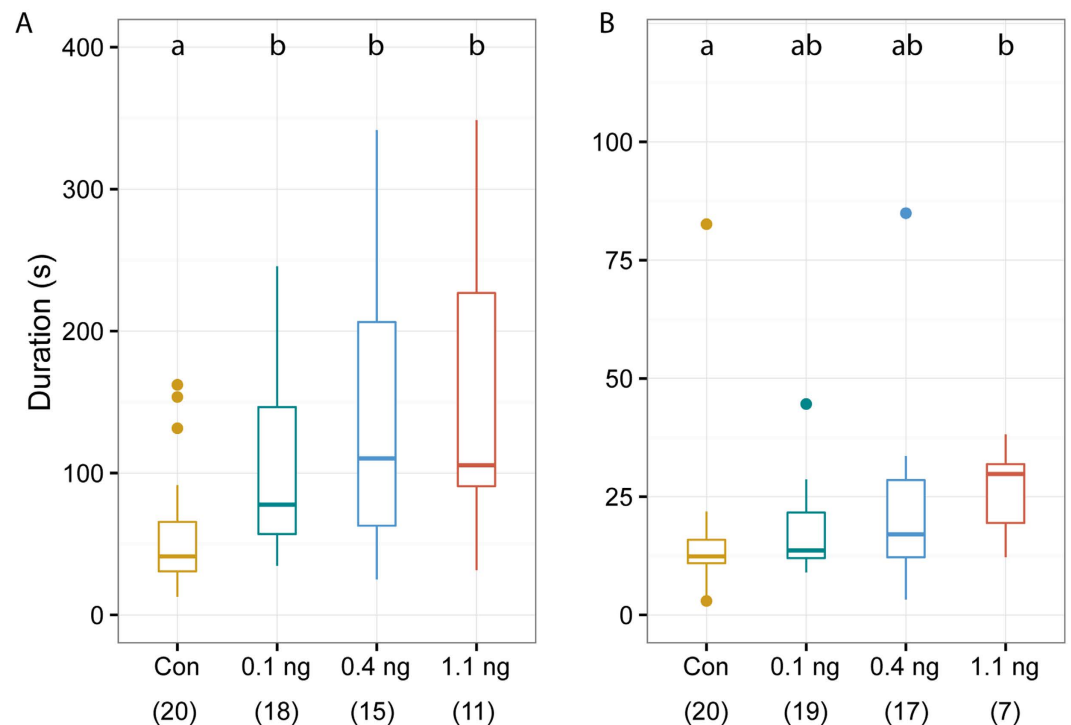 A
B
a b b b
a ab ab b
Duration (s)
400
300
200
100
0
100
75
50
25
0
Con 0.1 ng 0.4 ng 1.1 ng
(20) (18) (15) (11)
Con 0.1 ng 0.4 ng 1.1 ng
(20) (19) (17) (7)